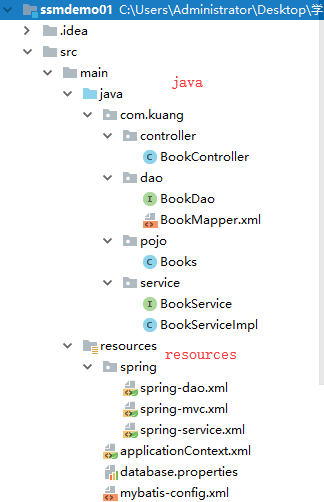 ssmdemo01 C:\Users\Administrator\Desktop\学
.idea
src
main
java java
com.kuang
controller
BookController
dao
BookDao
BookMapper.xml
pojo
Books
service
BookService
BookServiceImpl
resources resources
spring
spring-dao.xml
spring-mvc.xml
spring-service.xml
applicationContext.xml
database.properties
mybatis-config.xml